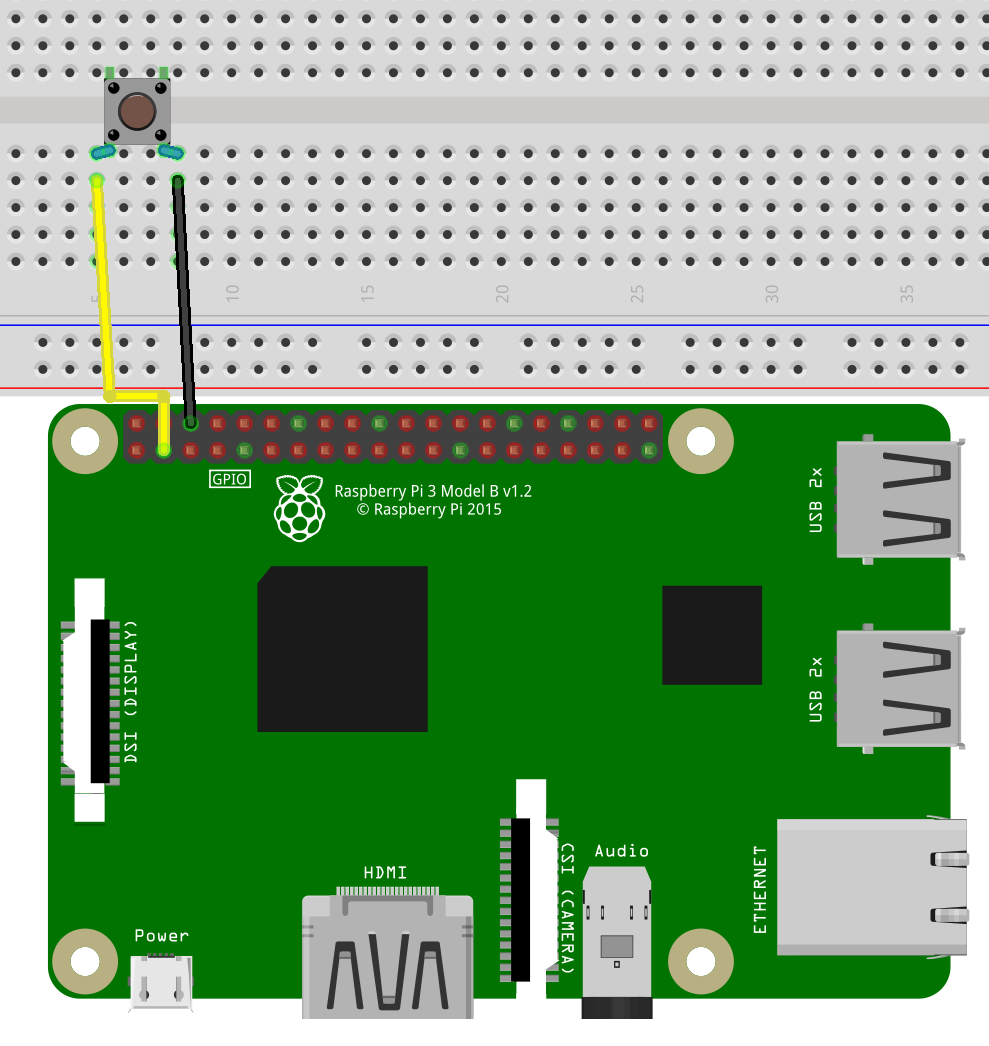 5
10
15
20
25
30
35
GPIO
Raspberry Pi 3 Model B v1.2
© Raspberry Pi 2015
USB 2x
DSI (DISPLAY)
USB 2x
HDMI
Audio
CSI (CAMERA)
ETHERNET
Power